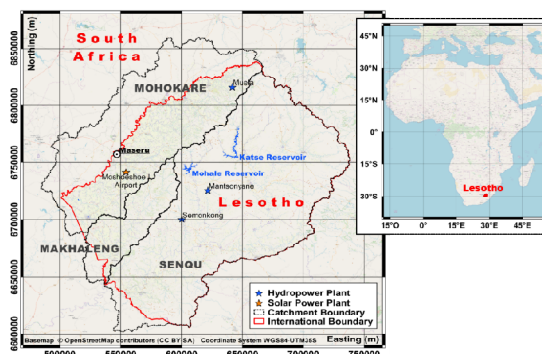 South
Africa
Northing (m)
6850000
6800000
6750000
6700000
6650000
6600000
MOHOKARE
Muela
Maseru
Moshoeshoe I
Airport
Katse Reservoir
Mohale Reservoir
Mantsonyane
Lesotho
Semonkong
MAKHALENG
SENQU
Hydropower Plant
Solar Power Plant
Catchment Boundary
International Boundary
Basemap © OpenStreetMap contributors (CC BY-SA) Coordinate System WGS84-UTM35S
Easting (m)
500000
550000
600000
650000
700000
750000
45°N
30°N
15°N
0°
15°S
30°S
Lesotho
15°W
0°
15°E
30°E
45°E
60°E